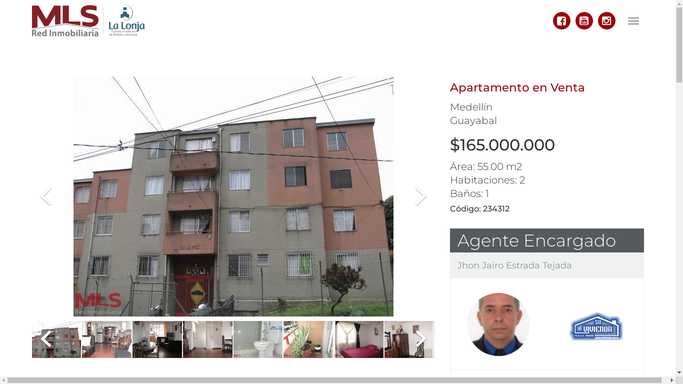 MLS
Red Inmobiliaria
La Lonja
Apartamento en Venta
Medellín
Guayabal
$165.000.000
Área: 55.00 m2
Habitaciones: 2
Baños: 1
Código: 234312
MLS
Agente Encargado
Jhon Jairo Estrada Tejada
VIVIENDA